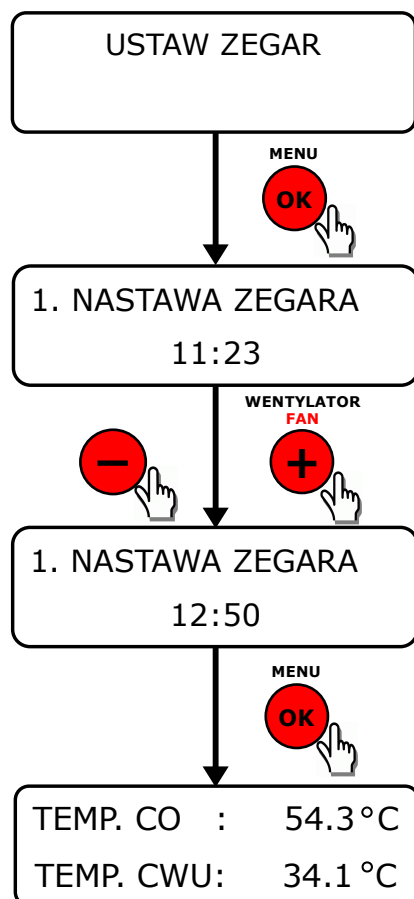 USTAW ZEGAR
MENU
OK
1. NASTAWA ZEGARA
11:23
WENTYLATOR
FAN
− +
1. NASTAWA ZEGARA
12:50
MENU
OK
TEMP. CO : 54.3°C
TEMP. CWU: 34.1°C